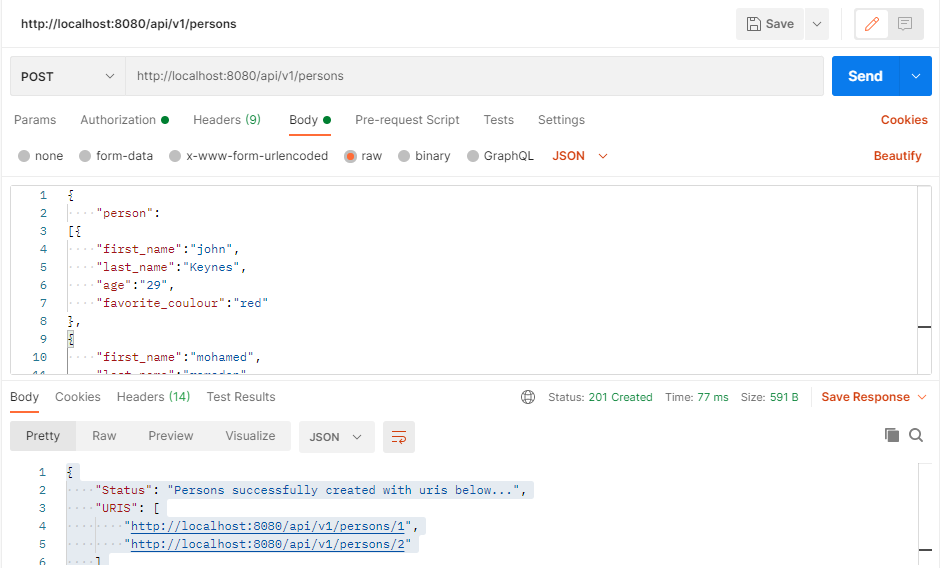 http://localhost:8080/api/v1/persons Save
POST http://localhost:8080/api/v1/persons Send
Params Authorization Headers (9) Body Pre-request Script Tests Settings Cookies
none form-data x-www-form-urlencoded raw binary GraphQL JSON Beautify
1 {
2 "person":
3 [{
4 "first_name":"john",
5 "last_name":"Keynes",
6 "age":"29",
7 "favorite_coulour":"red"
8 },
9 {
10 "first_name":"mohamed",
11 "last_name":
Body Cookies Headers (14) Test Results Status: 201 Created Time: 77 ms Size: 591 B Save Response
Pretty Raw Preview Visualize JSON
1 {
2 "Status": "Persons successfully created with uris below...",
3 "URIS": [
4 "http://localhost:8080/api/v1/persons/1",
5 "http://localhost:8080/api/v1/persons/2"
6 ]